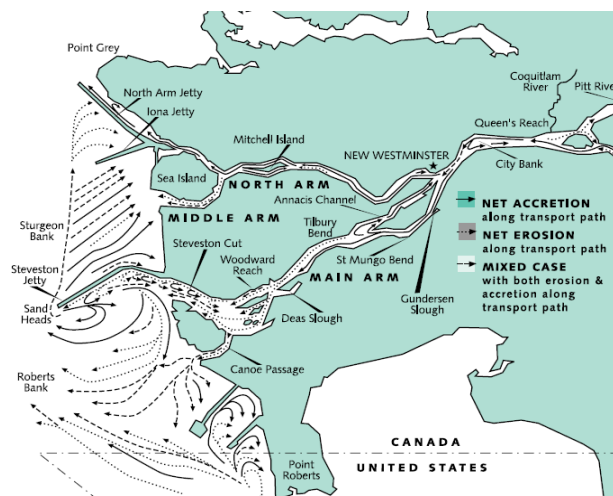 Point Grey
North Arm Jetty
Iona Jetty
Coquitlam
River
Pitt Rive
Queen's Reach
Mitchell Island
NEW WESTMINSTER
City Bank
Sea Island
NORTH ARM
Annacis Channel
MIDDLE ARM
Tilbury
Bend
Sturgeon
Bank
Steveston Cut
Woodward
Reach
St Mungo Bend
MAIN ARM
Steveston
Jetty
Sand
Heads
Gundersen
Slough
Deas Slough
Canoe Passage
Roberts
Bank
NET ACCRETION
along transport path
NET EROSION
along transport path
MIXED CASE
with both erosion &
accretion along
transport path
CANADA
UNITED STATES
Point
Roberts